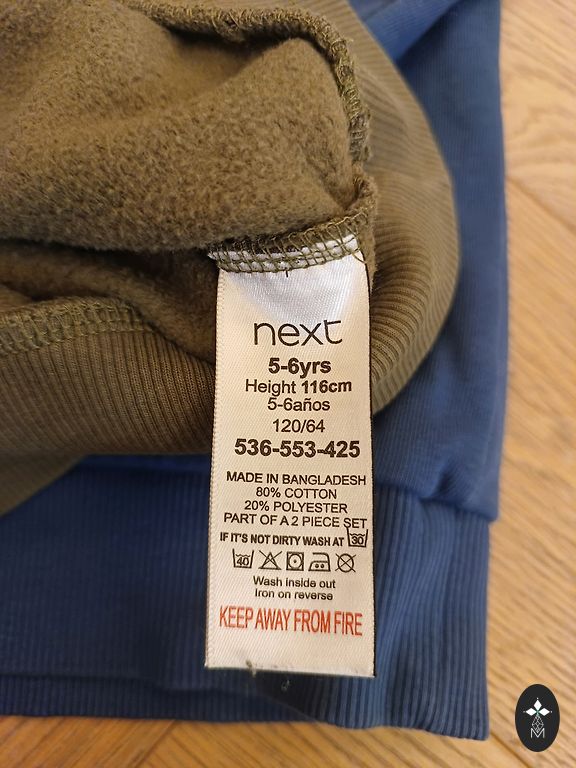 next
5-6yrs
Height 116cm
5-6años
120/64
536-553-425
MADE IN BANGLADESH
80% COTTON
20% POLYESTER
PART OF A 2 PIECE SET
IF IT'S NOT DIRTY WASH AT 30
40
Wash inside out
Iron on reverse
KEEP AWAY FROM FIRE
M